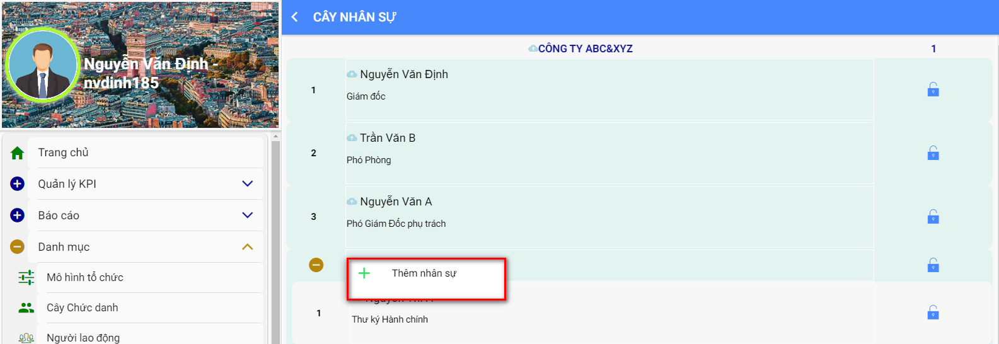 Nguyễn Văn Định -
nvdinh185
Trang chủ
Quản lý KPI
Báo cáo
Danh mục
Mô hình tổ chức
Cây Chức danh
Người lao động
CÂY NHÂN SỰ
CÔNG TY ABC&XYZ 1
1 Nguyễn Văn Định
Giám đốc
2 Trần Văn B
Phó Phòng
3 Nguyễn Văn A
Phó Giám Đốc phụ trách
Thêm nhân sự
1
Thư ký Hành chính